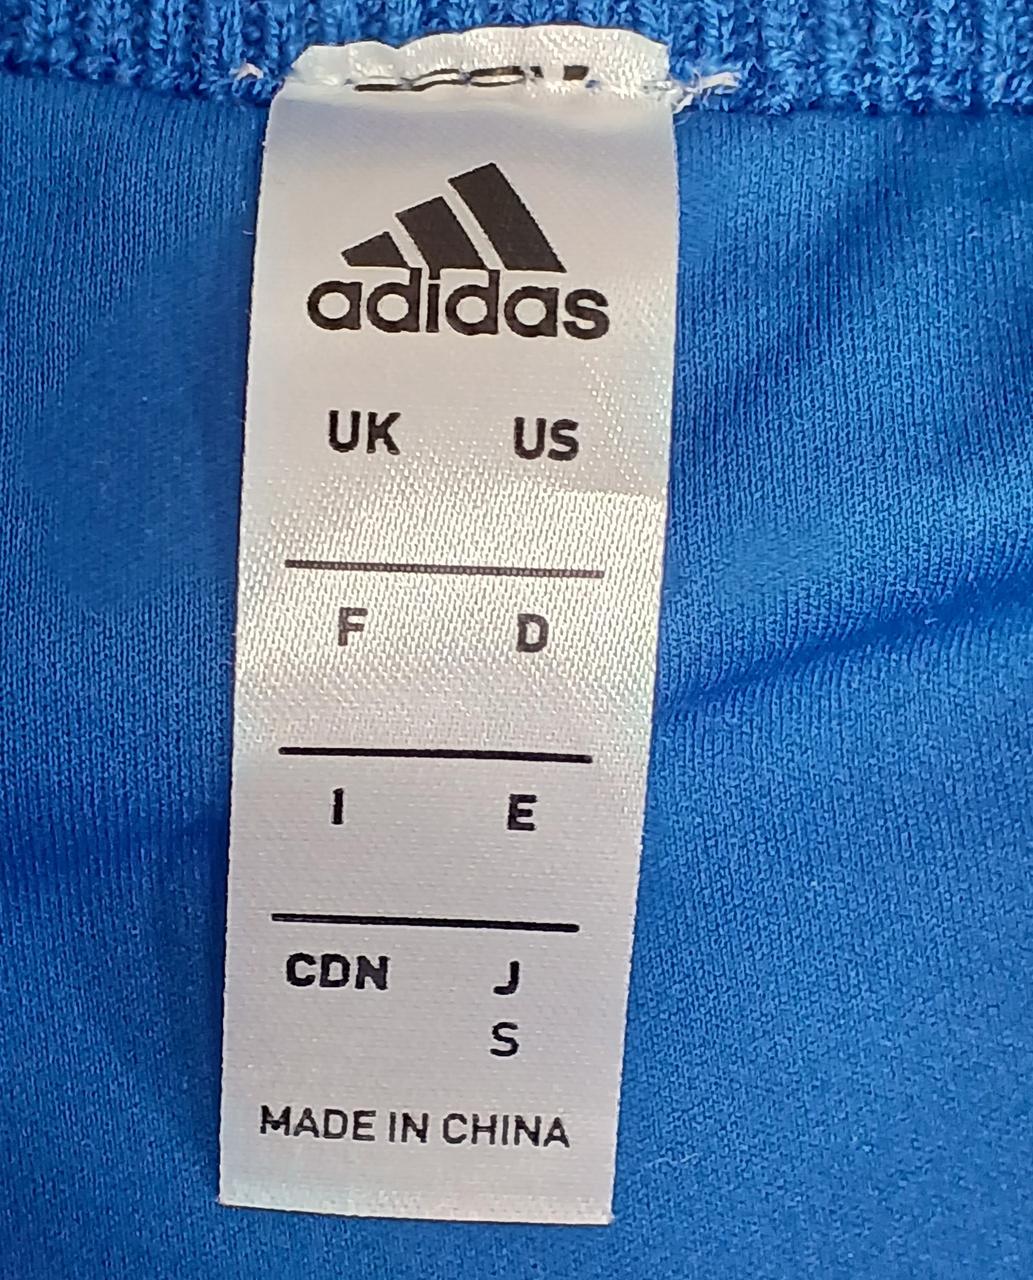 adidas
UK US
F D
I E
CDN J
S
MADE IN CHINA